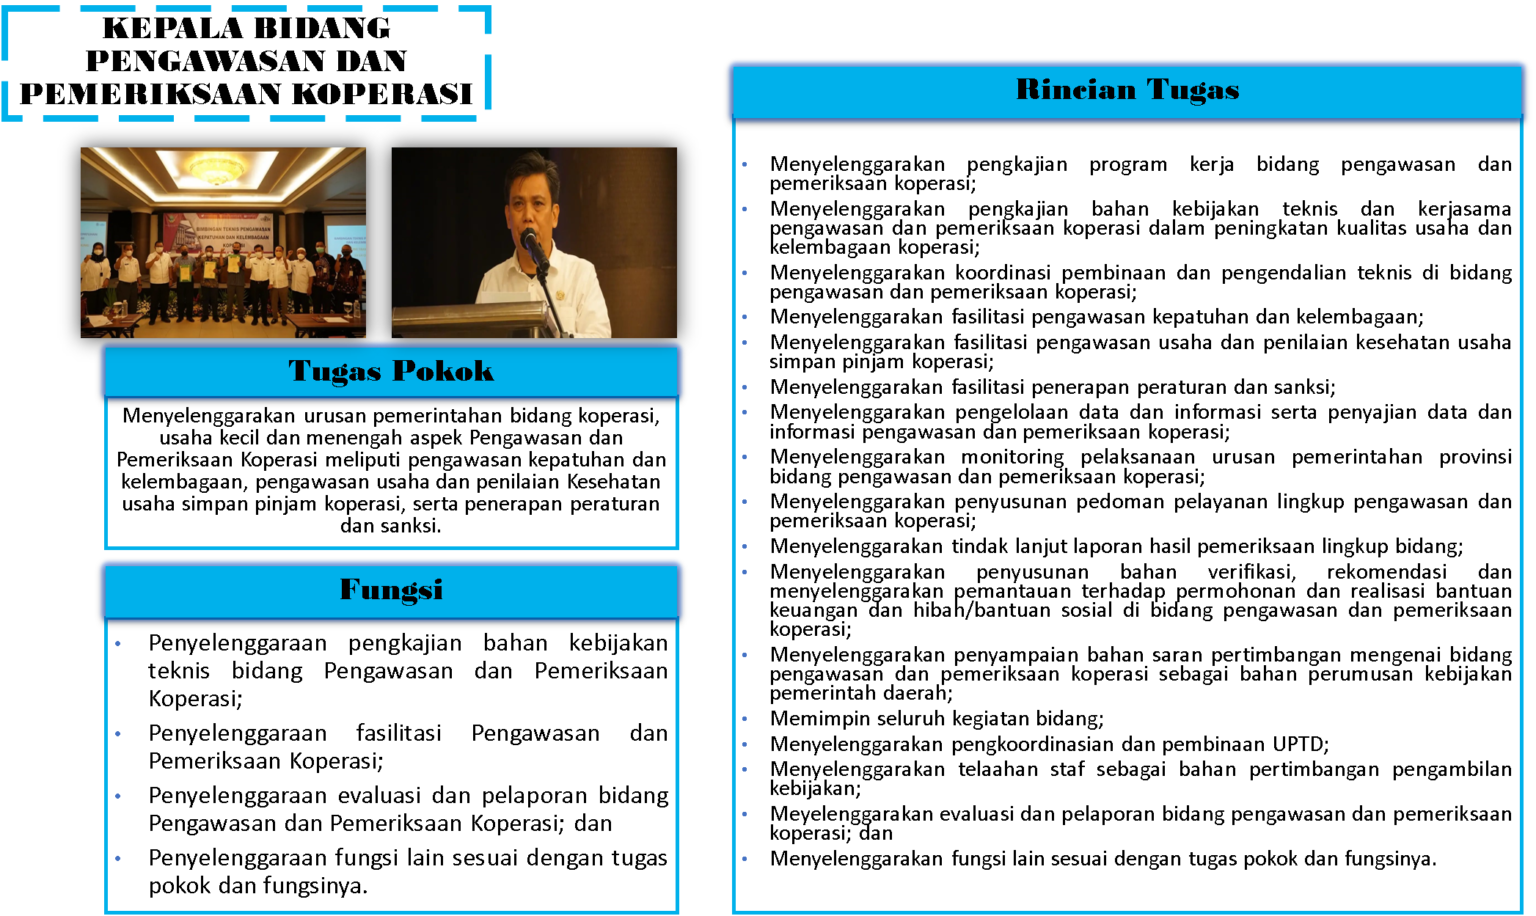 KEPALA BIDANG
PENGAWASAN DAN
PEMERIKSAAN KOPERASI
BIMBINGAN TEKNIS PENGAWASAN
KEPATUHAN DAN KELEMBAGAAN
KOPERASI
Tugas Pokok
Menyelenggarakan urusan pemerintahan bidang koperasi,
usaha kecil dan menengah aspek Pengawasan dan
Pemeriksaan Koperasi meliputi pengawasan kepatuhan dan
kelembagaan, pengawasan usaha dan penilaian Kesehatan
usaha simpan pinjam koperasi, serta penerapan peraturan
dan sanksi.
Fungsi
• Penyelenggaraan pengkajian bahan kebijakan
teknis bidang Pengawasan dan Pemeriksaan
Koperasi;
• Penyelenggaraan fasilitasi Pengawasan dan
Pemeriksaan Koperasi;
• Penyelenggaraan evaluasi dan pelaporan bidang
Pengawasan dan Pemeriksaan Koperasi; dan
• Penyelenggaraan fungsi lain sesuai dengan tugas
pokok dan fungsinya.
Rincian Tugas
• Menyelenggarakan pengkajian program kerja bidang pengawasan dan
pemeriksaan koperasi;
• Menyelenggarakan pengkajian bahan kebijakan teknis dan kerjasama
pengawasan dan pemeriksaan koperasi dalam peningkatan kualitas usaha dan
kelembagaan koperasi;
• Menyelenggarakan koordinasi pembinaan dan pengendalian teknis di bidang
pengawasan dan pemeriksaan koperasi;
• Menyelenggarakan fasilitasi pengawasan kepatuhan dan kelembagaan;
• Menyelenggarakan fasilitasi pengawasan usaha dan penilaian kesehatan usaha
simpan pinjam koperasi;
• Menyelenggarakan fasilitasi penerapan peraturan dan sanksi;
• Menyelenggarakan pengelolaan data dan informasi serta penyajian data dan
informasi pengawasan dan pemeriksaan koperasi;
• Menyelenggarakan monitoring pelaksanaan urusan pemerintahan provinsi
bidang pengawasan dan pemeriksaan koperasi;
• Menyelenggarakan penyusunan pedoman pelayanan lingkup pengawasan dan
pemeriksaan koperasi;
• Menyelenggarakan tindak lanjut laporan hasil pemeriksaan lingkup bidang;
• Menyelenggarakan penyusunan bahan verifikasi, rekomendasi dan
menyelenggarakan pemantauan terhadap permohonan dan realisasi bantuan
keuangan dan hibah/bantuan sosial di bidang pengawasan dan pemeriksaan
koperasi;
• Menyelenggarakan penyampaian bahan saran pertimbangan mengenai bidang
pengawasan dan pemeriksaan koperasi sebagai bahan perumusan kebijakan
pemerintah daerah;
• Memimpin seluruh kegiatan bidang;
• Menyelenggarakan pengkoordinasian dan pembinaan UPTD;
• Menyelenggarakan telaahan staf sebagai bahan pertimbangan pengambilan
kebijakan;
• Meyelenggarakan evaluasi dan pelaporan bidang pengawasan dan pemeriksaan
koperasi; dan
• Menyelenggarakan fungsi lain sesuai dengan tugas pokok dan fungsinya.